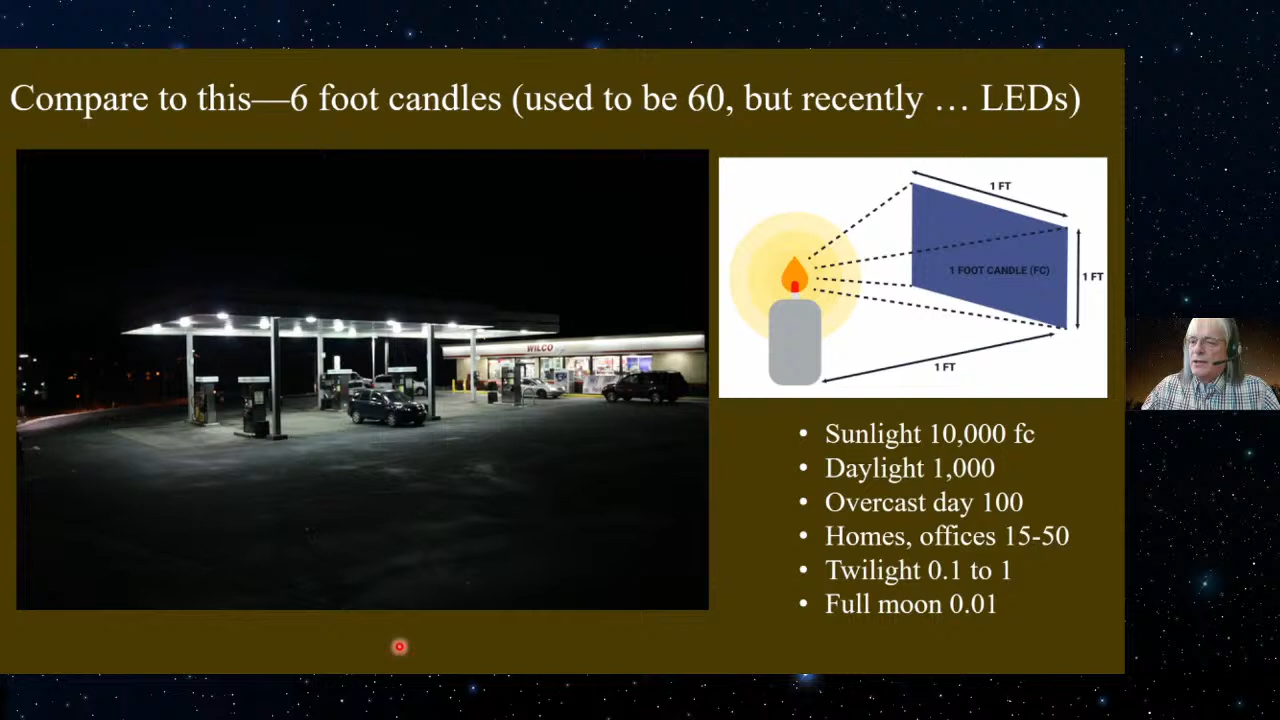 Compare to this—6 foot candles (used to be 60, but recently … LEDs)
WILCO
1 FT
1 FOOT CANDLE (FC)
1 FT
1 FT
• Sunlight 10,000 fc
• Daylight 1,000
• Overcast day 100
• Homes, offices 15-50
• Twilight 0.1 to 1
• Full moon 0.01